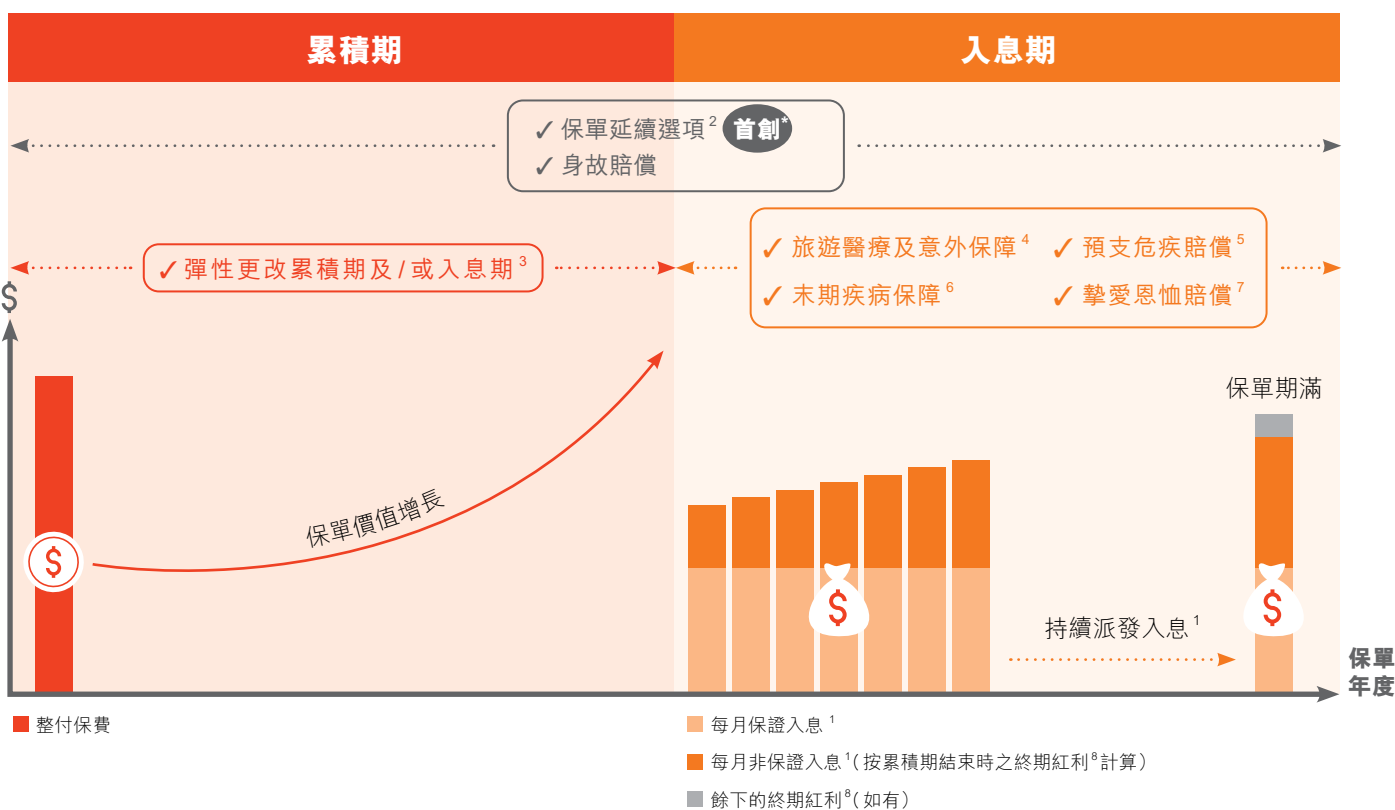 累積期
入息期
✓ 保單延續選項2 首創*
✓ 身故賠償
✓ 彈性更改累積期及/或入息期3
✓ 旅遊醫療及意外保障4 ✓ 預支危疾賠償5
✓ 末期疾病保障6 ✓ 摯愛恩恤賠償7
$
保單期滿
保單價值增長
$
$
$
持續派發入息1
保單
年度
整付保費
每月保證入息1
每月非保證入息1(按累積期結束時之終期紅利8計算)
餘下的終期紅利8(如有)